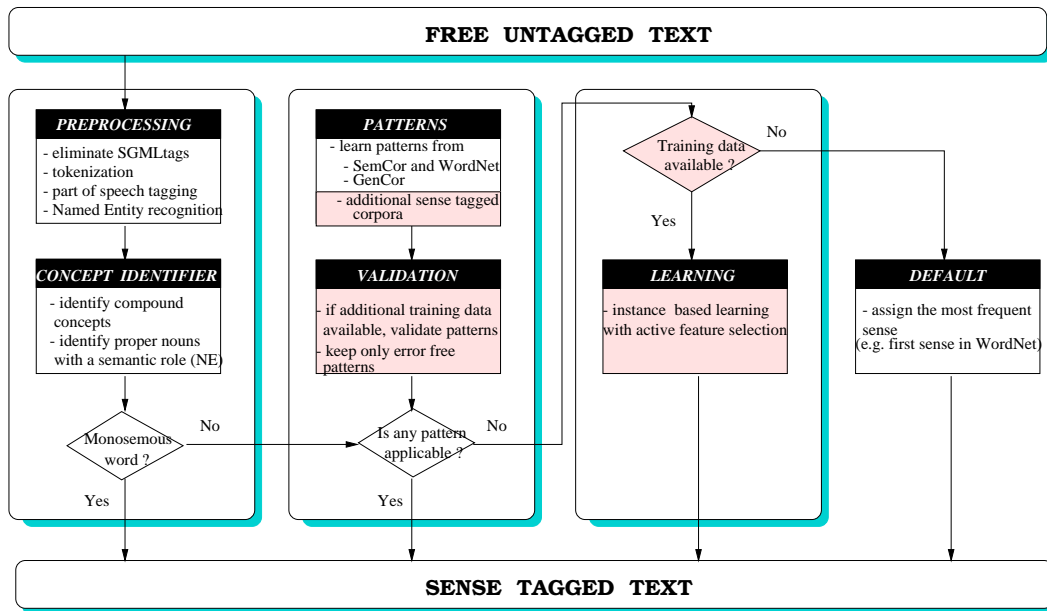 FREE UNTAGGED TEXT
PREPROCESSING
- eliminate SGMLtags
- tokenization
- part of speech tagging
- Named Entity recognition
CONCEPT IDENTIFIER
- identify compound
concepts
- identify proper nouns
with a semantic role (NE)
Monosemous
word ?
No
Yes
PATTERNS
- learn patterns from
- SemCor and WordNet
- GenCor
- additional sense tagged
corpora
VALIDATION
- if additional training data
available, validate patterns
- keep only error free
patterns
Is any pattern
applicable ?
No
Yes
Training data
available ?
No
Yes
LEARNING
- instance based learning
with active feature selection
DEFAULT
- assign the most frequent
sense
(e.g. first sense in WordNet)
SENSE TAGGED TEXT